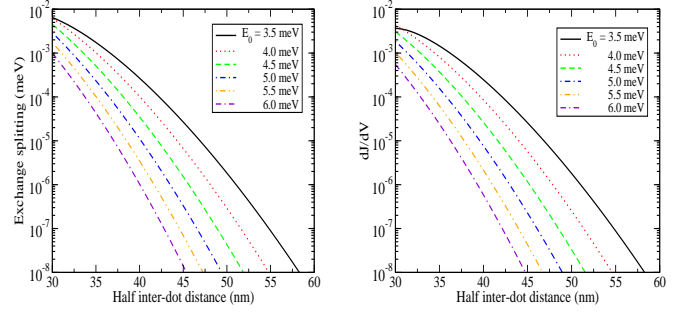 10⁻¹
10⁻²
10⁻³
10⁻⁴
10⁻⁵
10⁻⁶
10⁻⁷
10⁻⁸
Exchange splitting (meV)
E₀ = 3.5 meV
4.0 meV
4.5 meV
5.0 meV
5.5 meV
6.0 meV
30 35 40 45 50 55 60
Half inter-dot distance (nm)
10⁻²
10⁻³
10⁻⁴
10⁻⁵
10⁻⁶
10⁻⁷
10⁻⁸
dJ/dV
E₀ = 3.5 meV
4.0 meV
4.5 meV
5.0 meV
5.5 meV
6.0 meV
30 35 40 45 50 55 60
Half inter-dot distance (nm)